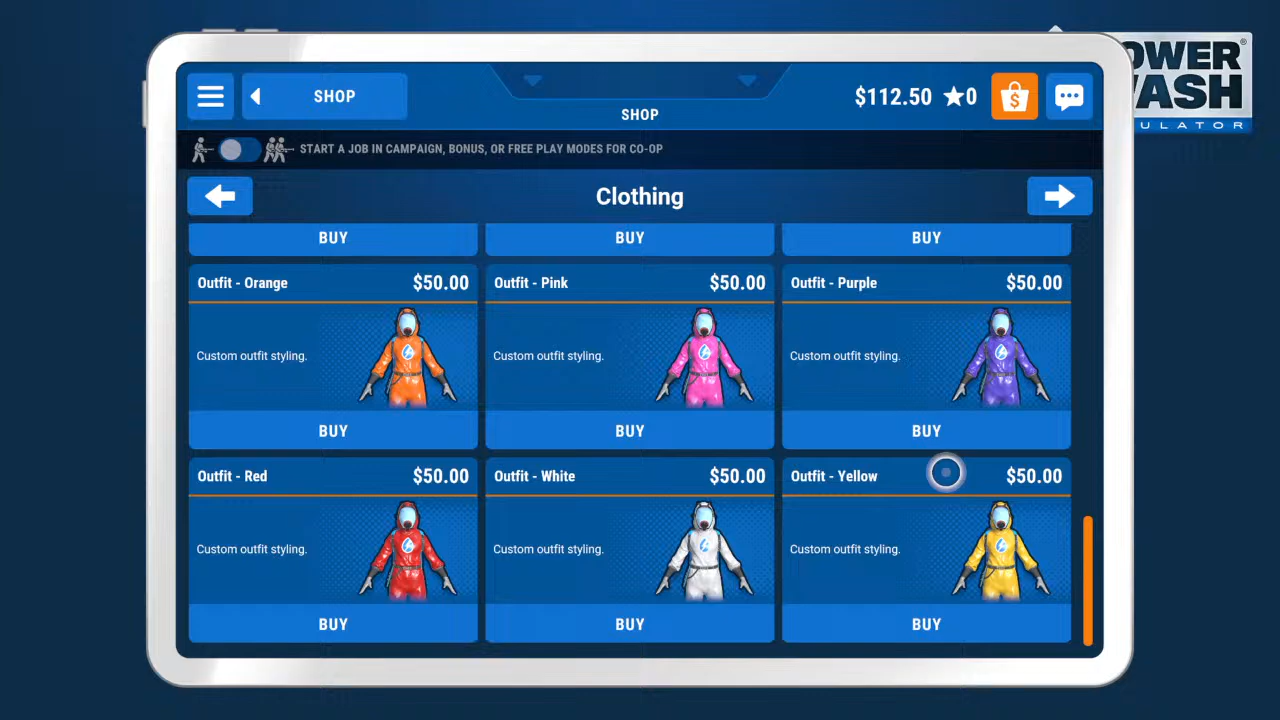 SHOP
SHOP
$112.50 ★0
OWER®
WASH
ULATOR
START A JOB IN CAMPAIGN, BONUS, OR FREE PLAY MODES FOR CO-OP
Clothing
BUY BUY BUY
Outfit - Orange $50.00
Custom outfit styling.
BUY
Outfit - Pink $50.00
Custom outfit styling.
BUY
Outfit - Purple $50.00
Custom outfit styling.
BUY
Outfit - Red $50.00
Custom outfit styling.
BUY
Outfit - White $50.00
Custom outfit styling.
BUY
Outfit - Yellow $50.00
Custom outfit styling.
BUY